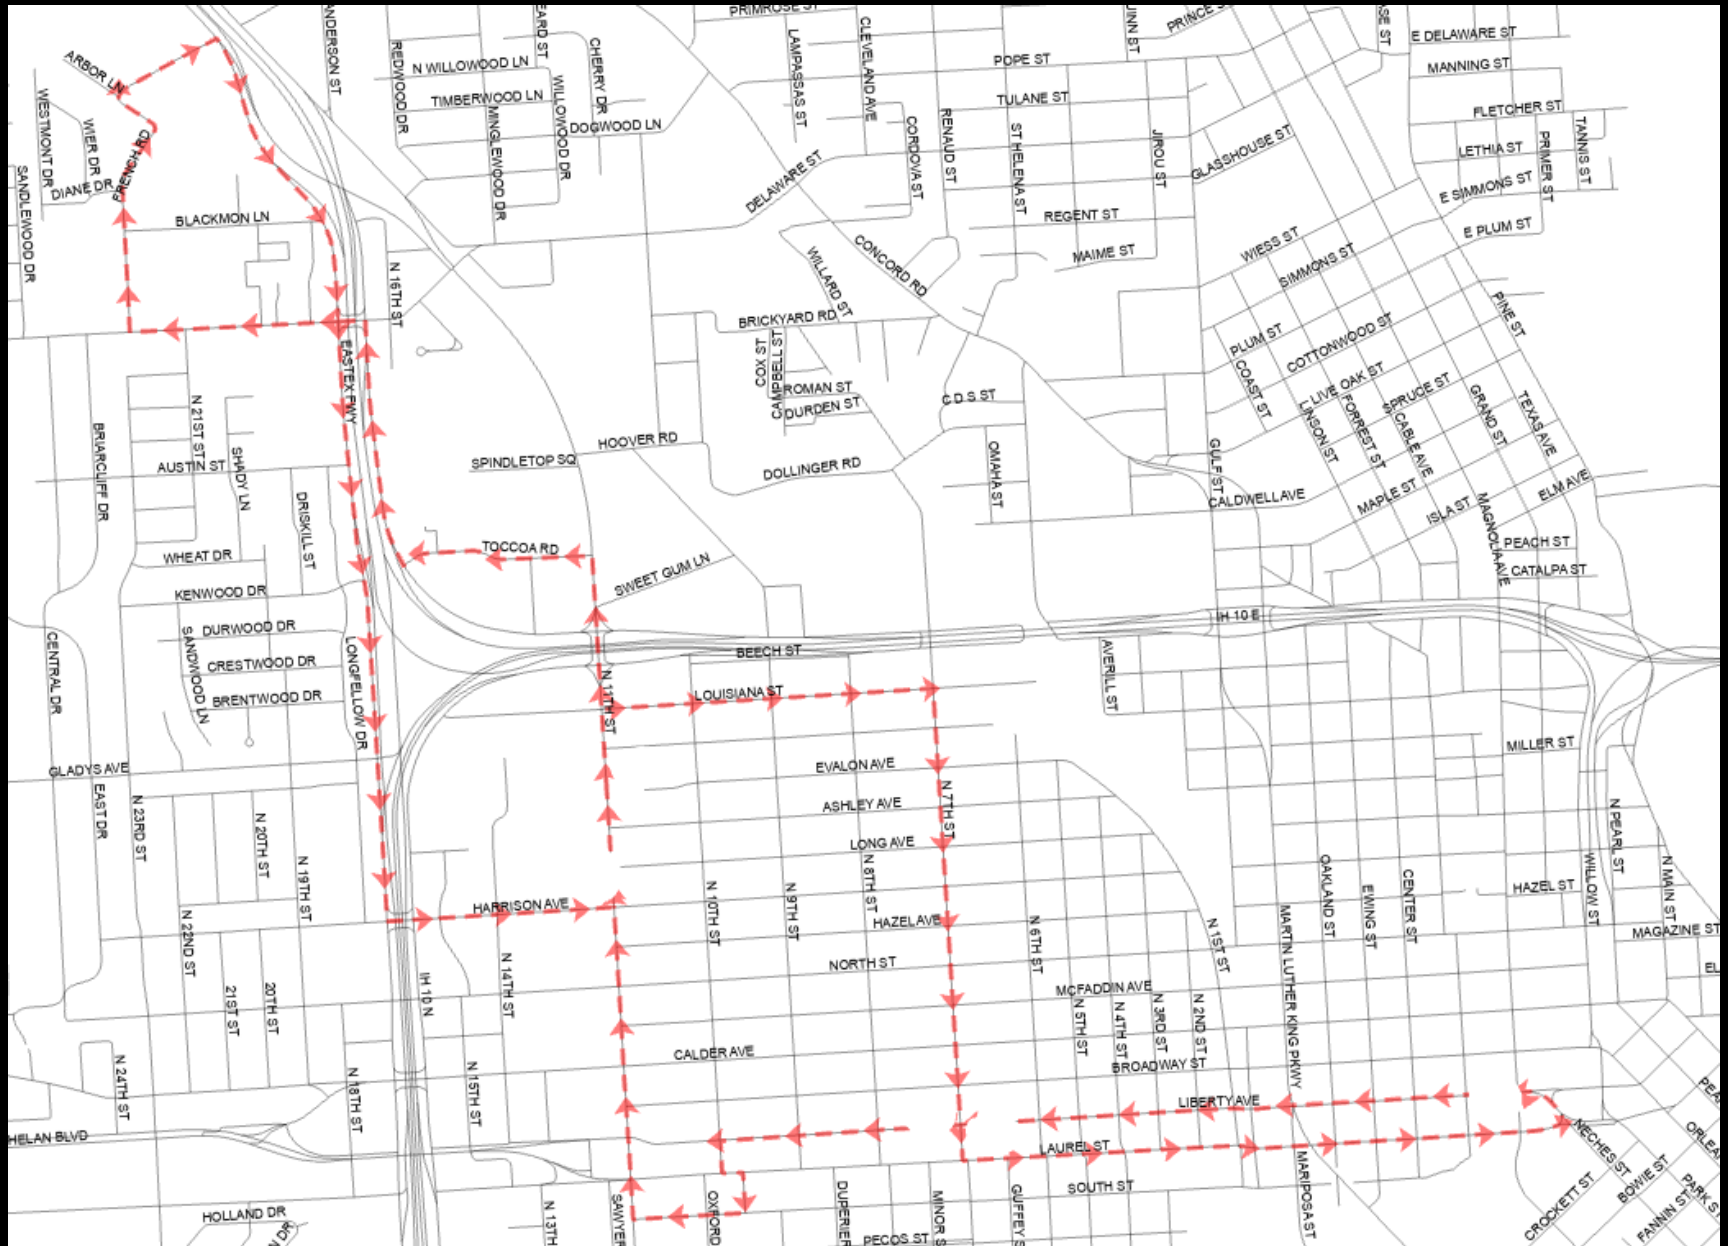 PRIMROSE ST
PRINCE S
ANDERSON ST
EARD ST
CHERRY DR
REDWOOD DR
N WILLOWOOD LN
TIMBERWOOD LN
MINGLEWOOD DR
WILLOWOOD DR
DOGWOOD LN
LAMPASSAS ST
CLEVELAND AVE
CORDOVA ST
RENAUD ST
POPE ST
TULANE ST
ST HELENA ST
JIROU ST
UINN ST
ASE ST
E DELAWARE ST
MANNING ST
FLETCHER ST
LETHIA ST
PRIMER ST
TANNIS ST
E SIMMONS ST
E PLUM ST
GLASSHOUSE ST
ARBOR LN
WESTMONT DR
WIER DR
FRENCH RD
DIANE DR
SANDLEWOOD DR
BLACKMON LN
N 16TH ST
DELAWARE ST
REGENT ST
MAIME ST
CONCORD RD
WILLARD ST
BRICKYARD RD
WIESS ST
SIMMONS ST
PLUM ST
COTTONWOOD ST
PINE ST
COX ST
CAMPBELL ST
ROMAN ST
DURDEN ST
C D S ST
COAST ST
LIVE OAK ST
SPRUCE ST
LINSON ST
FORREST ST
CABLE AVE
GRAND ST
TEXAS AVE
EASTEX FWY
N 21ST ST
BRIARCLIFF DR
AUSTIN ST
SHADY LN
DRISKILL ST
HOOVER RD
SPINDLETOP SQ
DOLLINGER RD
OMAHA ST
GULF ST
CALDWELL AVE
MAPLE ST
ISLA ST
MAGNOLIA AVE
ELM AVE
PEACH ST
CATALPA ST
WHEAT DR
TOCCOA RD
SWEET GUM LN
KENWOOD DR
DURWOOD DR
CRESTWOOD DR
BRENTWOOD DR
SANDWOOD LN
LONGFELLOW DR
CENTRAL DR
IH 10 E
BEECH ST
AVERILL ST
LOUISIANA ST
N 11TH ST
GLADYS AVE
EAST DR
N 23RD ST
EVALON AVE
ASHLEY AVE
LONG AVE
N 7TH ST
MILLER ST
N PEARL ST
N 20TH ST
N 19TH ST
N 22ND ST
HARRISON AVE
N 10TH ST
N 9TH ST
N 8TH ST
HAZEL AVE
NORTH ST
N 6TH ST
N 1ST ST
MARTIN LUTHER KING PKWY
OAKLAND ST
EWING ST
CENTER ST
HAZEL ST
WILLOW ST
N MAIN ST
MAGAZINE ST
EL
21ST ST
20TH ST
IH 10 N
N 14TH ST
MCFADDIN AVE
N 5TH ST
N 4TH ST
N 3RD ST
N 2ND ST
CALDER AVE
BROADWAY ST
N 24TH ST
N 18TH ST
N 15TH ST
LIBERTY AVE
HELAN BLVD
LAUREL ST
NECHES ST
PEA
ORLEA
BOWIE ST
PARK S
CROCKETT ST
FANNIN ST
HOLLAND DR
N DR
N 13TH
SAWYER
OXFORD
DUPERIER
MINOR S
GUFFEY S
SOUTH ST
MARIPOSA ST
PECOS ST